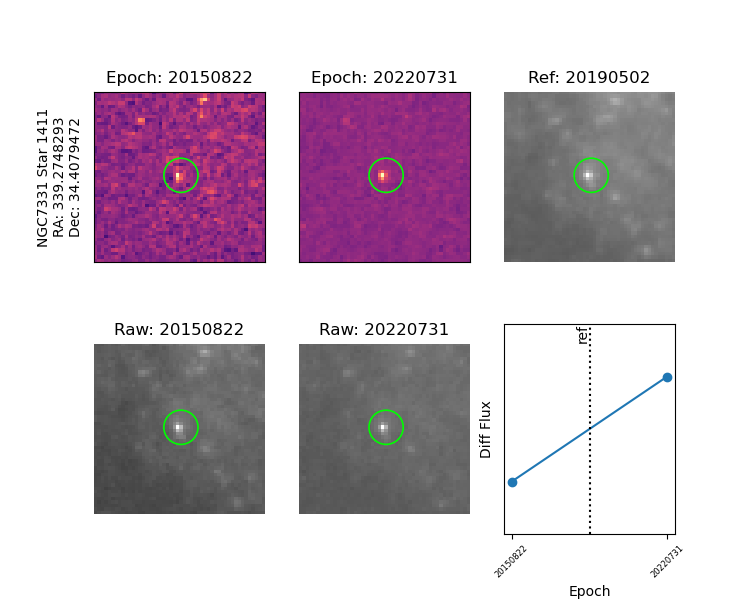 NGC7331 Star 1411
RA: 339.2748293
Dec: 34.4079472
Epoch: 20150822
Epoch: 20220731
Ref: 20190502
Raw: 20150822
Raw: 20220731
ref
Diff Flux
20150822
20220731
Epoch